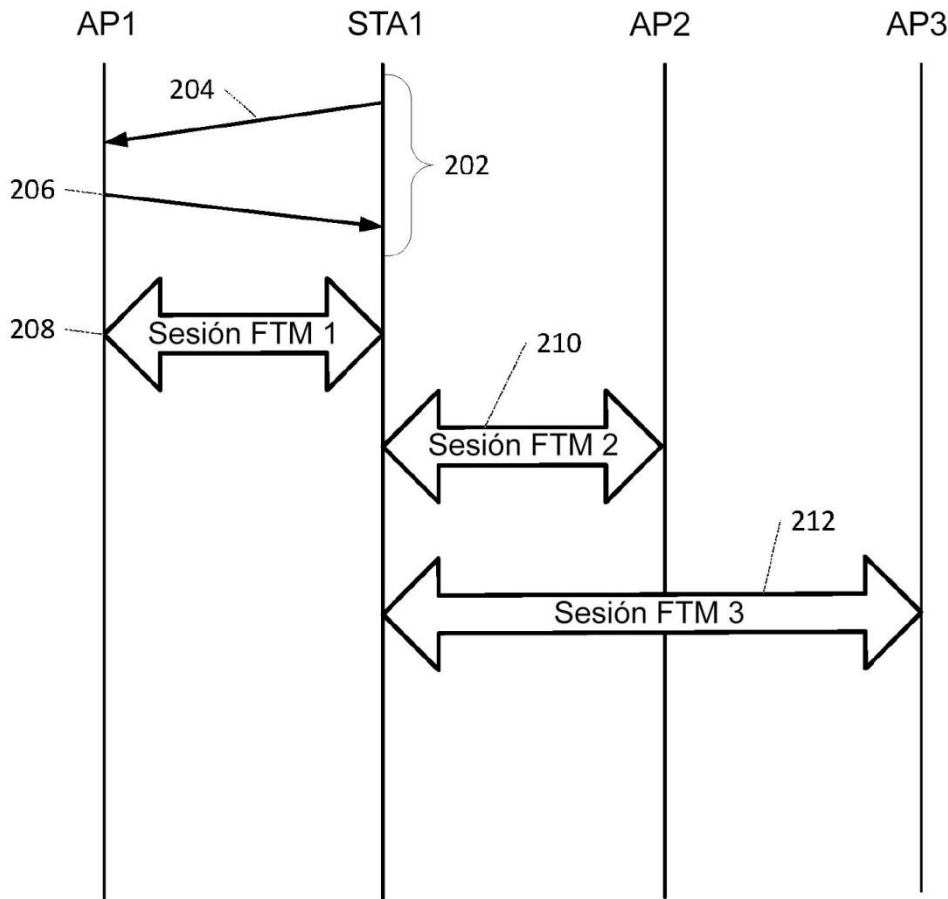 AP1 STA1 AP2 AP3
204
202
206
208
Sesión FTM 1
210
Sesión FTM 2
212
Sesión FTM 3